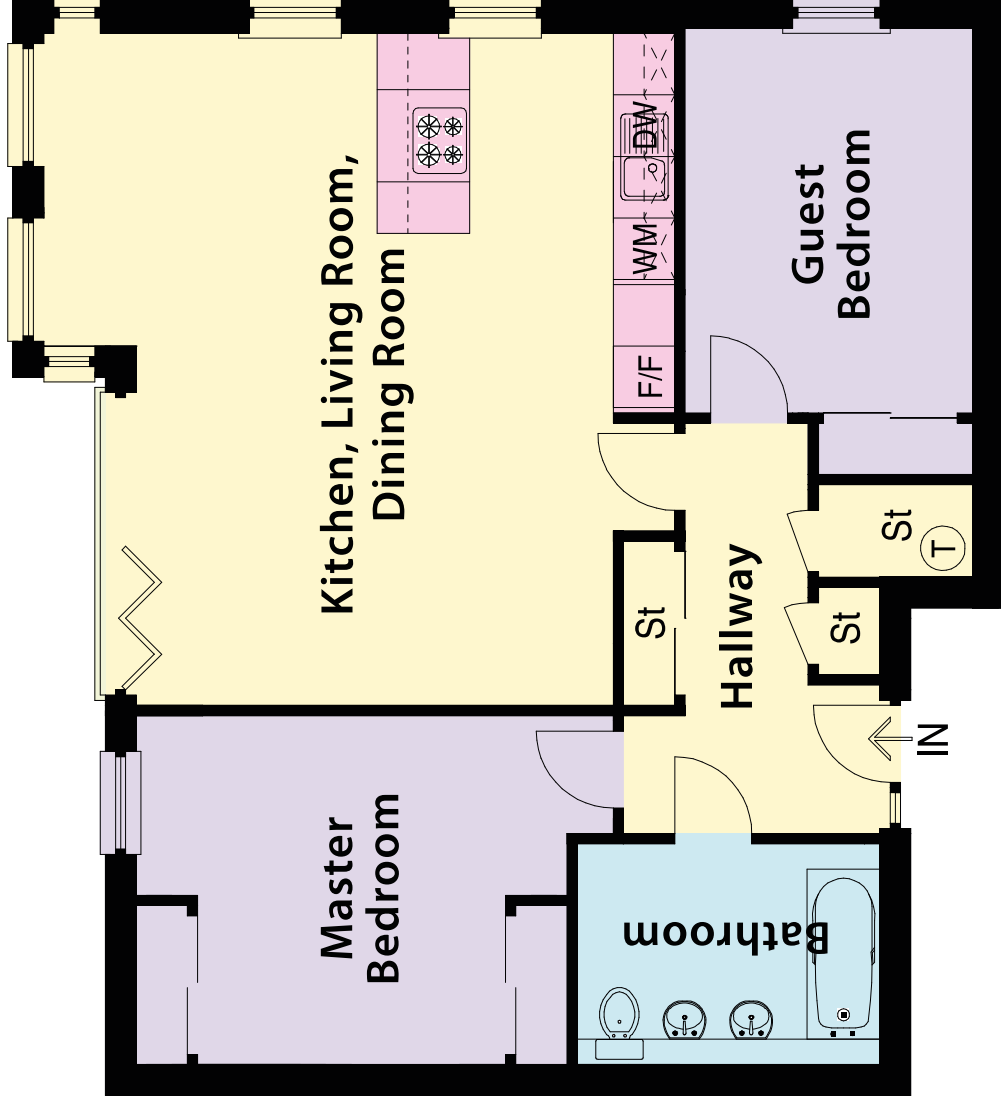 Kitchen, Living Room,
Dining Room
DW
WM
F/F
Guest
Bedroom
St
T
St
St
Hallway
IN
Master
Bedroom
Bathroom